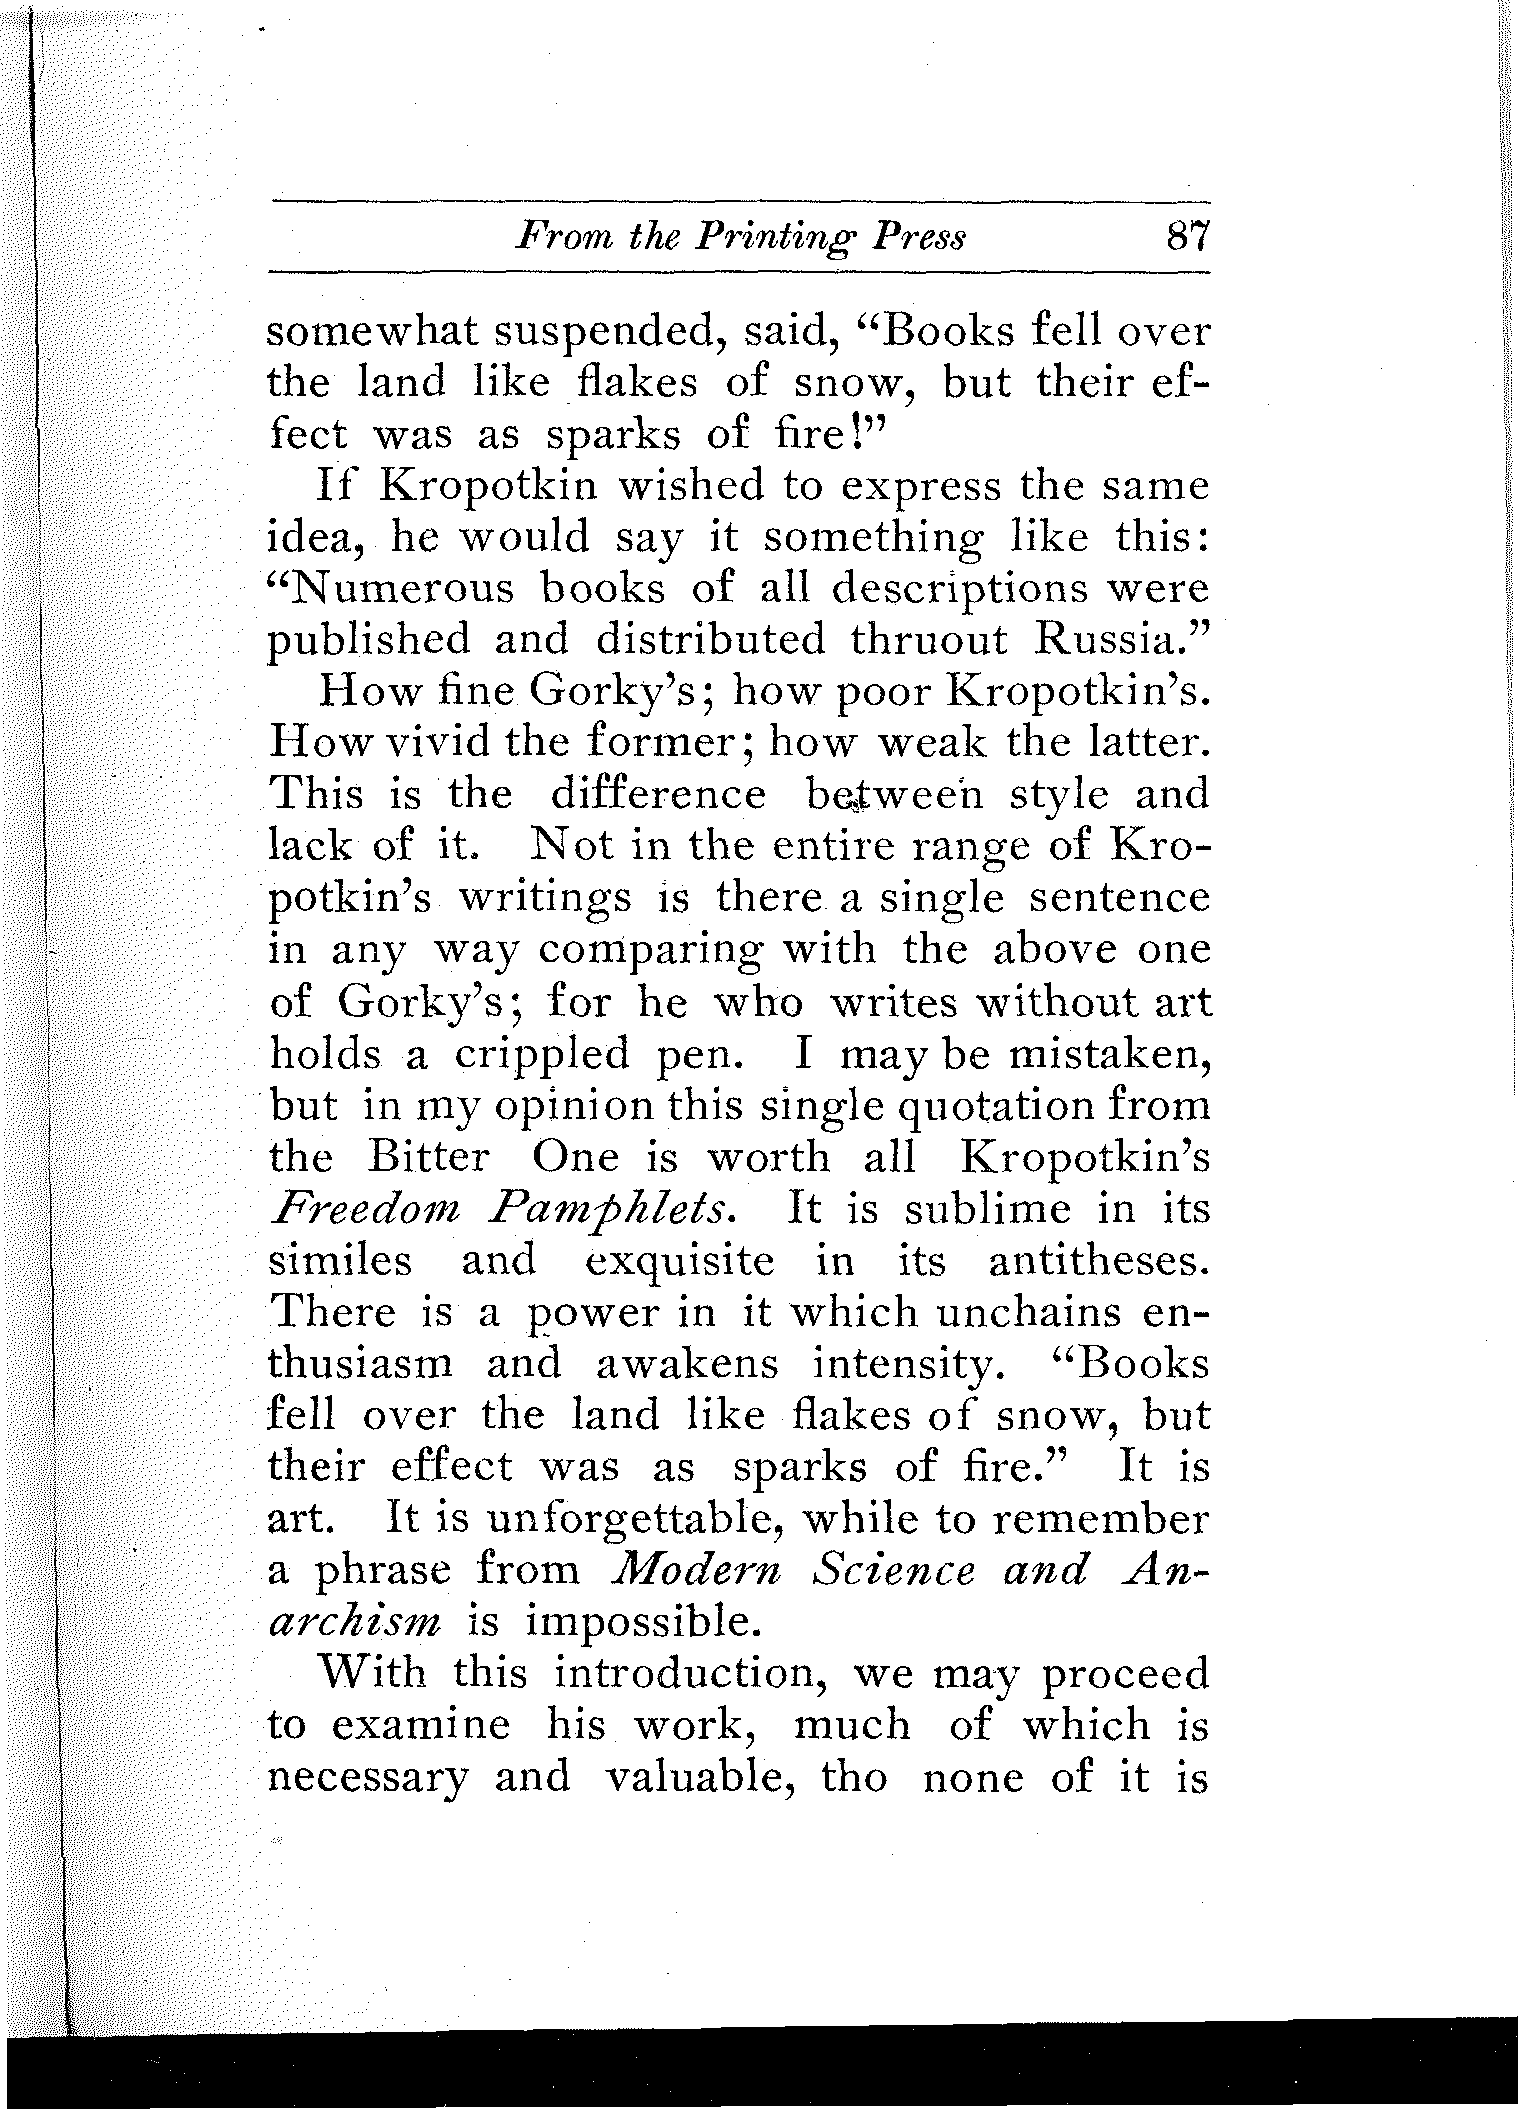 From the Printing Press 87
somewhat suspended, said, “Books fell over
the land like flakes of snow, but their ef-
fect was as sparks of fire!”
If Kropotkin wished to express the same
idea, he would say it something like this:
“Numerous books of all descriptions were
published and distributed thruout Russia.”
How fine Gorky’s; how poor Kropotkin’s.
How vivid the former; how weak the latter.
This is the difference between style and
lack of it. Not in the entire range of Kro-
potkin’s writings is there a single sentence
in any way comparing with the above one
of Gorky’s; for he who writes without art
holds a crippled pen. I may be mistaken,
but in my opinion this single quotation from
the Bitter One is worth all Kropotkin’s
Freedom Pamphlets. It is sublime in its
similes and exquisite in its antitheses.
There is a power in it which unchains en-
thusiasm and awakens intensity. “Books
fell over the land like flakes of snow, but
their effect was as sparks of fire.” It is
art. It is unforgettable, while to remember
a phrase from Modern Science and An-
archism is impossible.
With this introduction, we may proceed
to examine his work, much of which is
necessary and valuable, tho none of it is